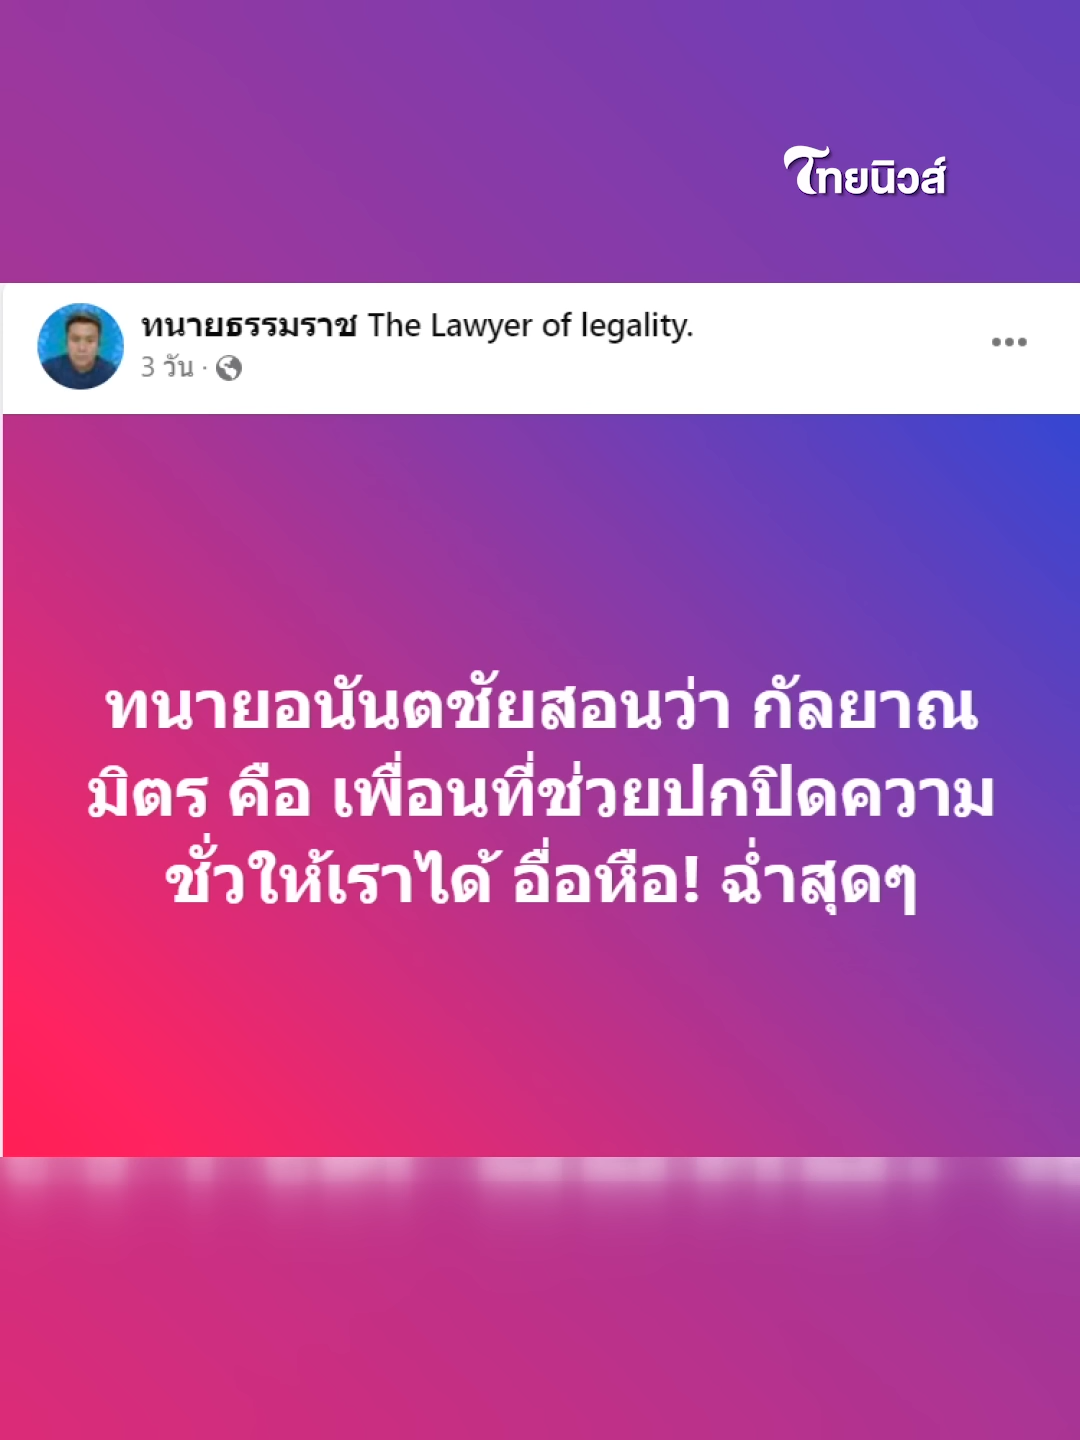 ไทยนิวส์
ทนายธรรมราช The Lawyer of legality.
3 วัน ·
ทนายอนันตชัยสอนว่า กัลยาณ
มิตร คือ เพื่อนที่ช่วยปกปิดความ
ชั่วให้เราได้ อื่อหือ! ฉ่ำสุดๆ